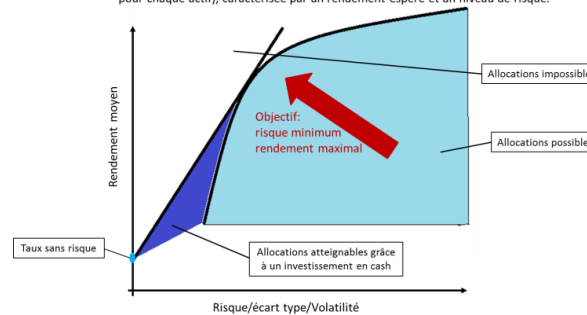 pour chaque actif), caractérisée par un rendement espéré et un niveau de risque.
Allocations impossible
Rendement moyen
Objectif:
risque minimum
rendement maximal
Allocations possible
Taux sans risque
Allocations atteignables grâce
à un investissement en cash
Risque/écart type/Volatilité